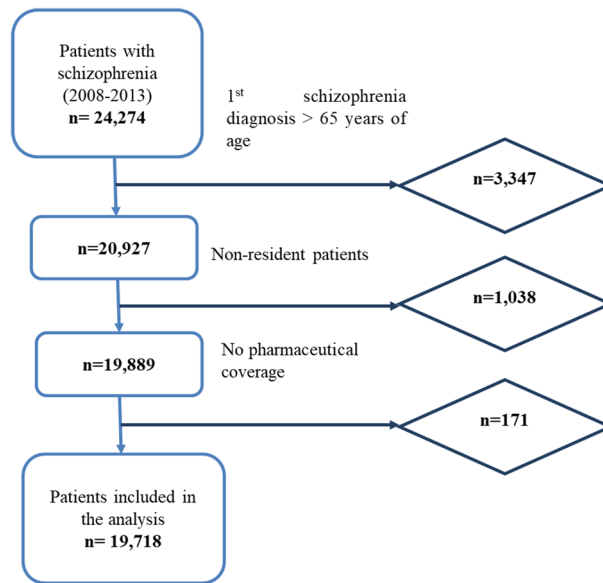 Patients with
schizophrenia
(2008-2013)
n= 24,274
1st schizophrenia
diagnosis > 65 years of
age
n=3,347
n=20,927
Non-resident patients
n=1,038
n=19,889
No pharmaceutical
coverage
n=171
Patients included in
the analysis
n= 19,718